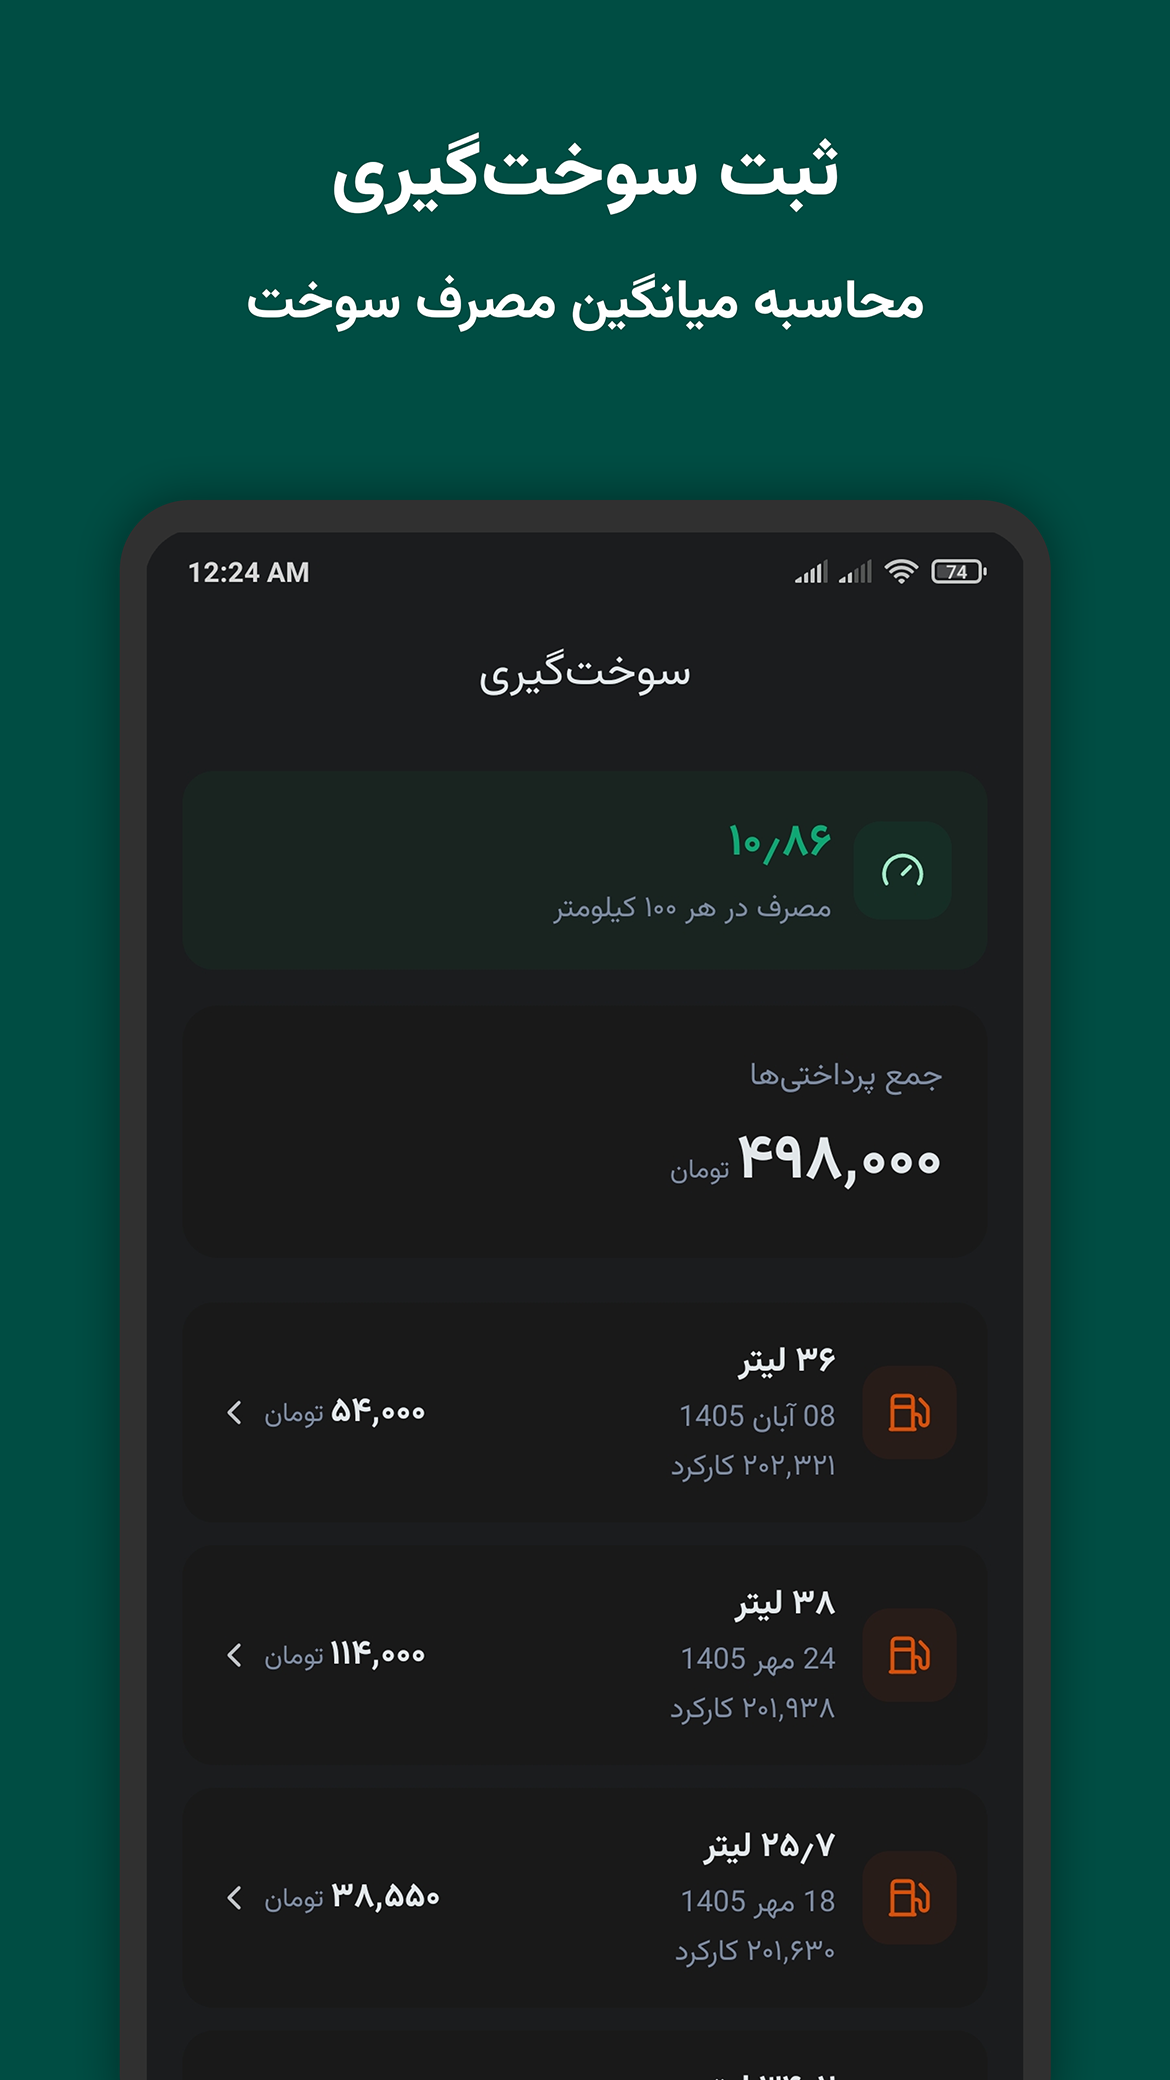 ثبت سوخت‌گیری
محاسبه میانگین مصرف سوخت
12:24 AM
74
سوخت‌گیری
۱۰٫۸۶
مصرف در هر ۱۰۰ کیلومتر
جمع پرداختی‌ها
۴۹۸,۰۰۰ تومان
۳۶ لیتر
08 آبان 1405
۲۰۲,۳۲۱ کارکرد
۵۴,۰۰۰ تومان
۳۸ لیتر
24 مهر 1405
۲۰۱,۹۳۸ کارکرد
۱۱۴,۰۰۰ تومان
۲۵٫۷ لیتر
18 مهر 1405
۲۰۱,۶۳۰ کارکرد
۳۸,۵۵۰ تومان